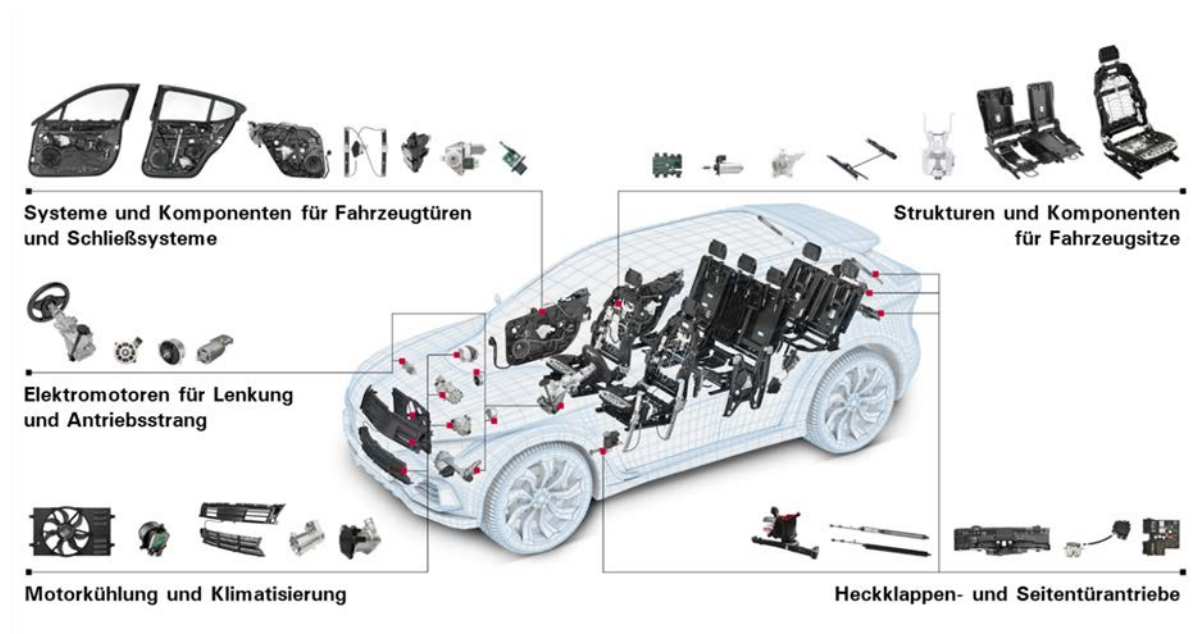 Systeme und Komponenten für Fahrzeugtüren
und Schließsysteme
Strukturen und Komponenten
für Fahrzeugsitze
Elektromotoren für Lenkung
und Antriebsstrang
Motorkühlung und Klimatisierung
Heckklappen- und Seitentürantriebe